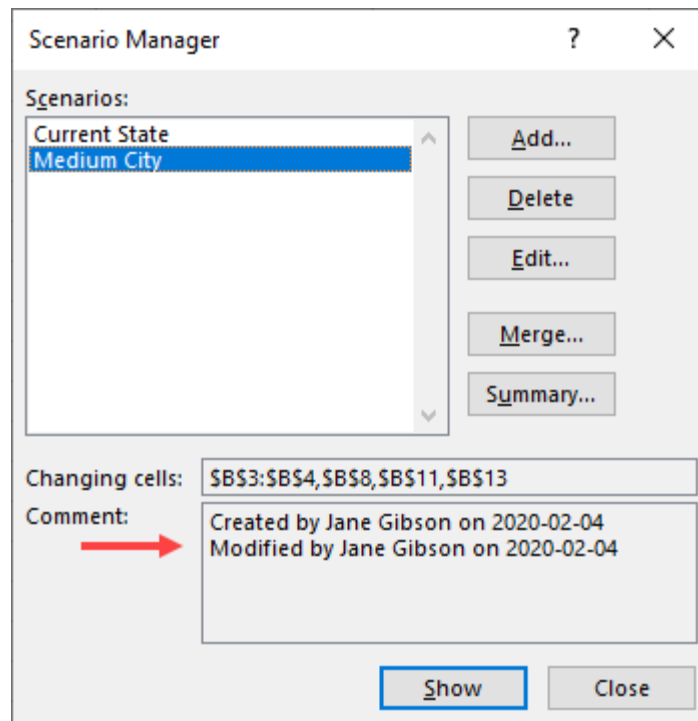 Scenario Manager ?
Scenarios:
Current State
Medium City
Add...
Delete
Edit...
Merge...
Summary...
Changing cells: $B$3:$B$4,$B$8,$B$11,$B$13
Comment: Created by Jane Gibson on 2020-02-04
Modified by Jane Gibson on 2020-02-04
Show Close